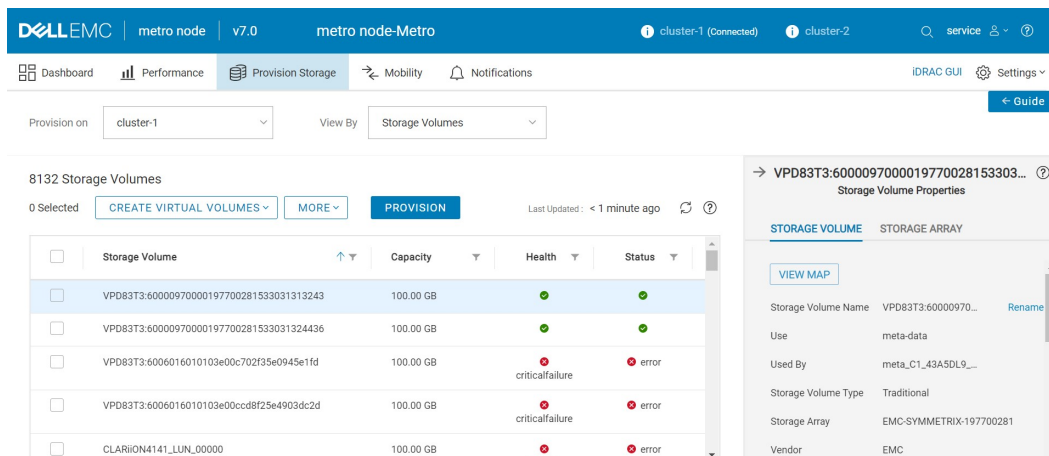 DELLEMC metro node v7.0 metro node-Metro cluster-1 (Connected) cluster-2 service
Dashboard Performance Provision Storage Mobility Notifications iDRAC GUI Settings
← Guide
Provision on cluster-1 View By Storage Volumes
8132 Storage Volumes
0 Selected CREATE VIRTUAL VOLUMES MORE PROVISION Last Updated : < 1 minute ago
Storage Volume Capacity Health Status
VPD83T3:60000970000197700281533031313243 100.00 GB
VPD83T3:60000970000197700281533031324436 100.00 GB
VPD83T3:6006016010103e00c702f35e0945e1fd 100.00 GB criticalfailure error
VPD83T3:6006016010103e00ccd8f25e4903dc2d 100.00 GB criticalfailure error
CLARiiON4141_LUN_00000 100.00 GB error
VPD83T3:6000097000019770028153303...
Storage Volume Properties
STORAGE VOLUME STORAGE ARRAY
VIEW MAP
Storage Volume Name VPD83T3:60000970... Rename
Use meta-data
Used By meta_C1_43A5DL9_...
Storage Volume Type Traditional
Storage Array EMC-SYMMETRIX-197700281
Vendor EMC